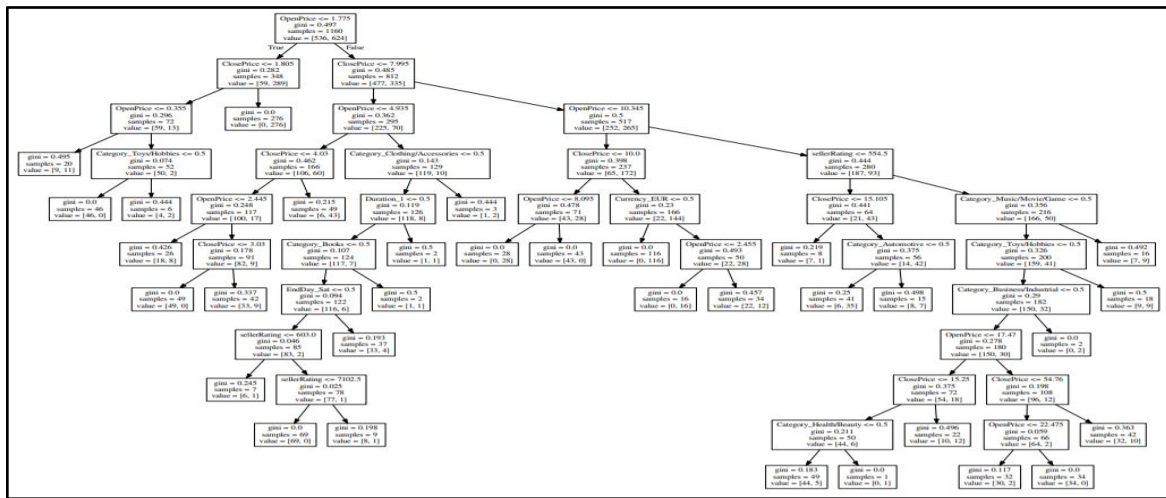 OpenPrice <= 1.775
gini = 0.497
samples = 1160
value = [536, 624]
True
False
ClosePrice <= 1.805
gini = 0.282
samples = 348
value = [59, 289]
ClosePrice <= 7.995
gini = 0.485
samples = 812
value = [477, 335]
OpenPrice <= 0.355
gini = 0.296
samples = 72
value = [59, 13]
gini = 0.0
samples = 276
value = [0, 276]
OpenPrice <= 4.935
gini = 0.362
samples = 295
value = [225, 70]
OpenPrice <= 10.345
gini = 0.5
samples = 517
value = [252, 265]
gini = 0.495
samples = 20
value = [9, 11]
Category_Toys/Hobbies <= 0.5
gini = 0.074
samples = 52
value = [50, 2]
ClosePrice <= 4.03
gini = 0.462
samples = 166
value = [106, 60]
Category_Clothing/Accessories <= 0.5
gini = 0.143
samples = 129
value = [119, 10]
ClosePrice <= 10.0
gini = 0.398
samples = 237
value = [65, 172]
sellerRating <= 554.5
gini = 0.444
samples = 280
value = [187, 93]
gini = 0.0
samples = 46
value = [46, 0]
gini = 0.444
samples = 6
value = [4, 2]
OpenPrice <= 2.445
gini = 0.248
samples = 117
value = [100, 17]
gini = 0.215
samples = 49
value = [6, 43]
Duration_1 <= 0.5
gini = 0.119
samples = 126
value = [118, 8]
gini = 0.444
samples = 3
value = [1, 2]
OpenPrice <= 8.095
gini = 0.478
samples = 71
value = [43, 28]
Currency_EUR <= 0.5
gini = 0.23
samples = 166
value = [22, 144]
ClosePrice <= 15.105
gini = 0.441
samples = 64
value = [21, 43]
Category_Music/Movie/Game <= 0.5
gini = 0.356
samples = 216
value = [166, 50]
gini = 0.426
samples = 26
value = [18, 8]
ClosePrice <= 3.03
gini = 0.178
samples = 91
value = [82, 9]
Category_Books <= 0.5
gini = 0.107
samples = 124
value = [117, 7]
gini = 0.5
samples = 2
value = [1, 1]
gini = 0.0
samples = 28
value = [0, 28]
gini = 0.0
samples = 43
value = [43, 0]
gini = 0.0
samples = 116
value = [0, 116]
OpenPrice <= 2.455
gini = 0.493
samples = 50
value = [22, 28]
gini = 0.219
samples = 8
value = [7, 1]
Category_Automotive <= 0.5
gini = 0.375
samples = 56
value = [14, 42]
Category_Toys/Hobbies <= 0.5
gini = 0.326
samples = 200
value = [159, 41]
gini = 0.492
samples = 16
value = [7, 9]
gini = 0.0
samples = 49
value = [49, 0]
gini = 0.337
samples = 42
value = [33, 9]
EndDay_Sat <= 0.5
gini = 0.094
samples = 122
value = [116, 6]
gini = 0.5
samples = 2
value = [1, 1]
gini = 0.0
samples = 16
value = [0, 16]
gini = 0.457
samples = 34
value = [22, 12]
gini = 0.25
samples = 41
value = [6, 35]
gini = 0.498
samples = 15
value = [8, 7]
Category_Business/Industrial <= 0.5
gini = 0.29
samples = 182
value = [150, 32]
gini = 0.5
samples = 18
value = [9, 9]
sellerRating <= 603.0
gini = 0.046
samples = 85
value = [83, 2]
gini = 0.193
samples = 37
value = [33, 4]
OpenPrice <= 17.47
gini = 0.278
samples = 180
value = [150, 30]
gini = 0.0
samples = 2
value = [0, 2]
gini = 0.245
samples = 7
value = [6, 1]
sellerRating <= 7102.5
gini = 0.025
samples = 78
value = [77, 1]
ClosePrice <= 15.25
gini = 0.375
samples = 72
value = [54, 18]
ClosePrice <= 54.76
gini = 0.198
samples = 108
value = [96, 12]
gini = 0.0
samples = 69
value = [69, 0]
gini = 0.198
samples = 9
value = [8, 1]
Category_Health/Beauty <= 0.5
gini = 0.211
samples = 50
value = [44, 6]
gini = 0.496
samples = 22
value = [10, 12]
OpenPrice <= 22.475
gini = 0.059
samples = 66
value = [64, 2]
gini = 0.363
samples = 42
value = [32, 10]
gini = 0.183
samples = 49
value = [44, 5]
gini = 0.0
samples = 1
value = [0, 1]
gini = 0.117
samples = 32
value = [30, 2]
gini = 0.0
samples = 34
value = [34, 0]